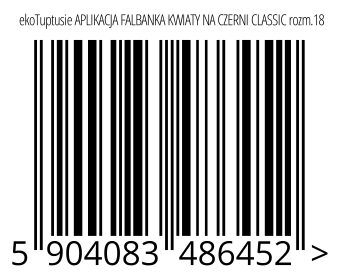 ekoTuptusie APLIKACJA FALBANKA KWIATY NA CZERNI CLASSIC rozm.18
5 904083 486452 >